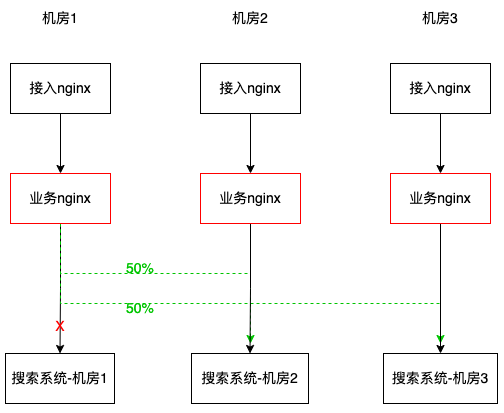 机房1
机房2
机房3
接入nginx
接入nginx
接入nginx
业务nginx
业务nginx
业务nginx
50%
50%
X
搜索系统-机房1
搜索系统-机房2
搜索系统-机房3